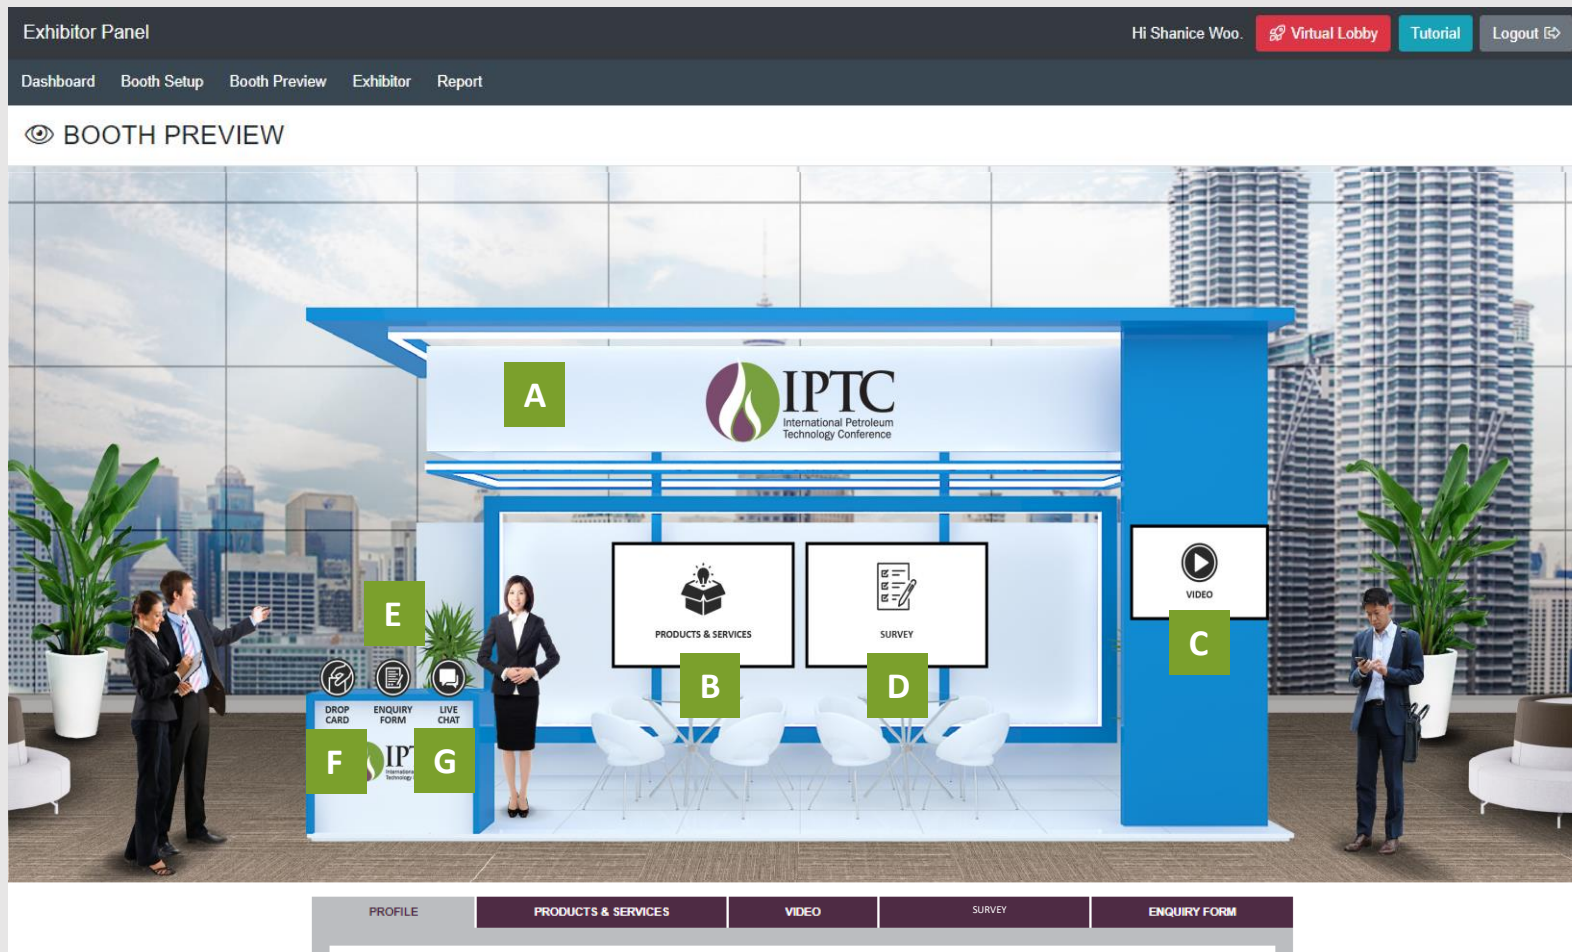 Exhibitor Panel
Hi Shanice Woo.
Virtual Lobby
Tutorial
Logout
Dashboard
Booth Setup
Booth Preview
Exhibitor
Report
BOOTH PREVIEW
A
IPTC
International Petroleum
Technology Conference
PRODUCTS & SERVICES
B
SURVEY
D
VIDEO
C
E
DROP
CARD
ENQUIRY
FORM
LIVE
CHAT
F
G
PROFILE
PRODUCTS & SERVICES
VIDEO
SURVEY
ENQUIRY FORM